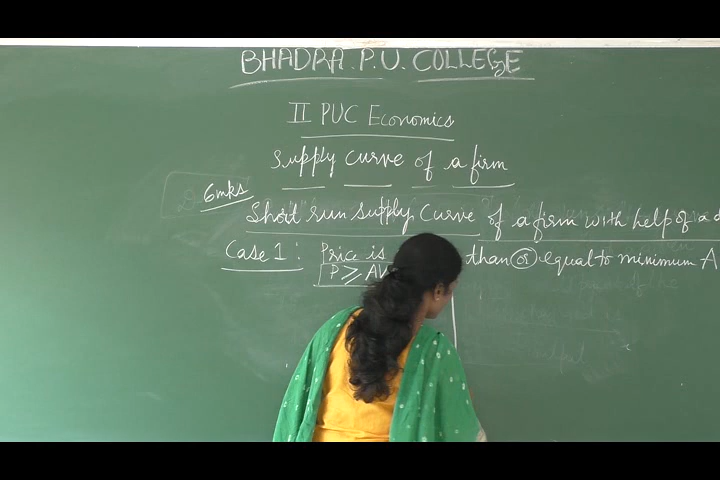 BHADRA. P.U. COLLEGE
II PUC Economics
Supply curve of a firm
6mks
Short run supply curve of a firm with help of a d
Case 1: Price is than or equal to minimum A
P ≥ AV